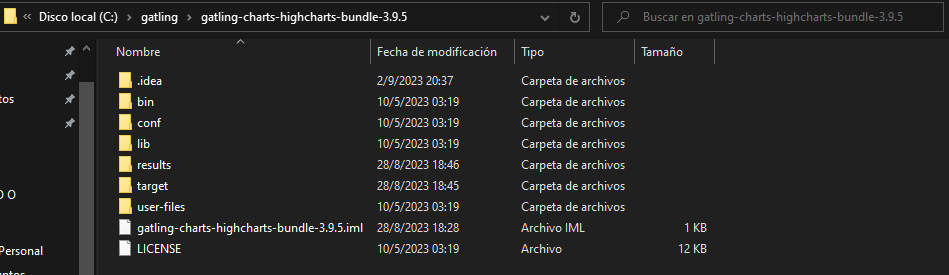 Disco local (C:) > gatling > gatling-charts-highcharts-bundle-3.9.5
Buscar en gatling-charts-highcharts-bundle-3.9.5
Nombre Fecha de modificación Tipo Tamaño
.idea 2/9/2023 20:37 Carpeta de archivos
bin 10/5/2023 03:19 Carpeta de archivos
tos
conf 10/5/2023 03:19 Carpeta de archivos
lib 10/5/2023 03:19 Carpeta de archivos
results 28/8/2023 18:46 Carpeta de archivos
target 28/8/2023 18:45 Carpeta de archivos
O O
user-files 10/5/2023 03:19 Carpeta de archivos
gatling-charts-highcharts-bundle-3.9.5.iml 28/8/2023 18:28 Archivo IML 1 KB
Personal
LICENSE 10/5/2023 03:19 Archivo 12 KB